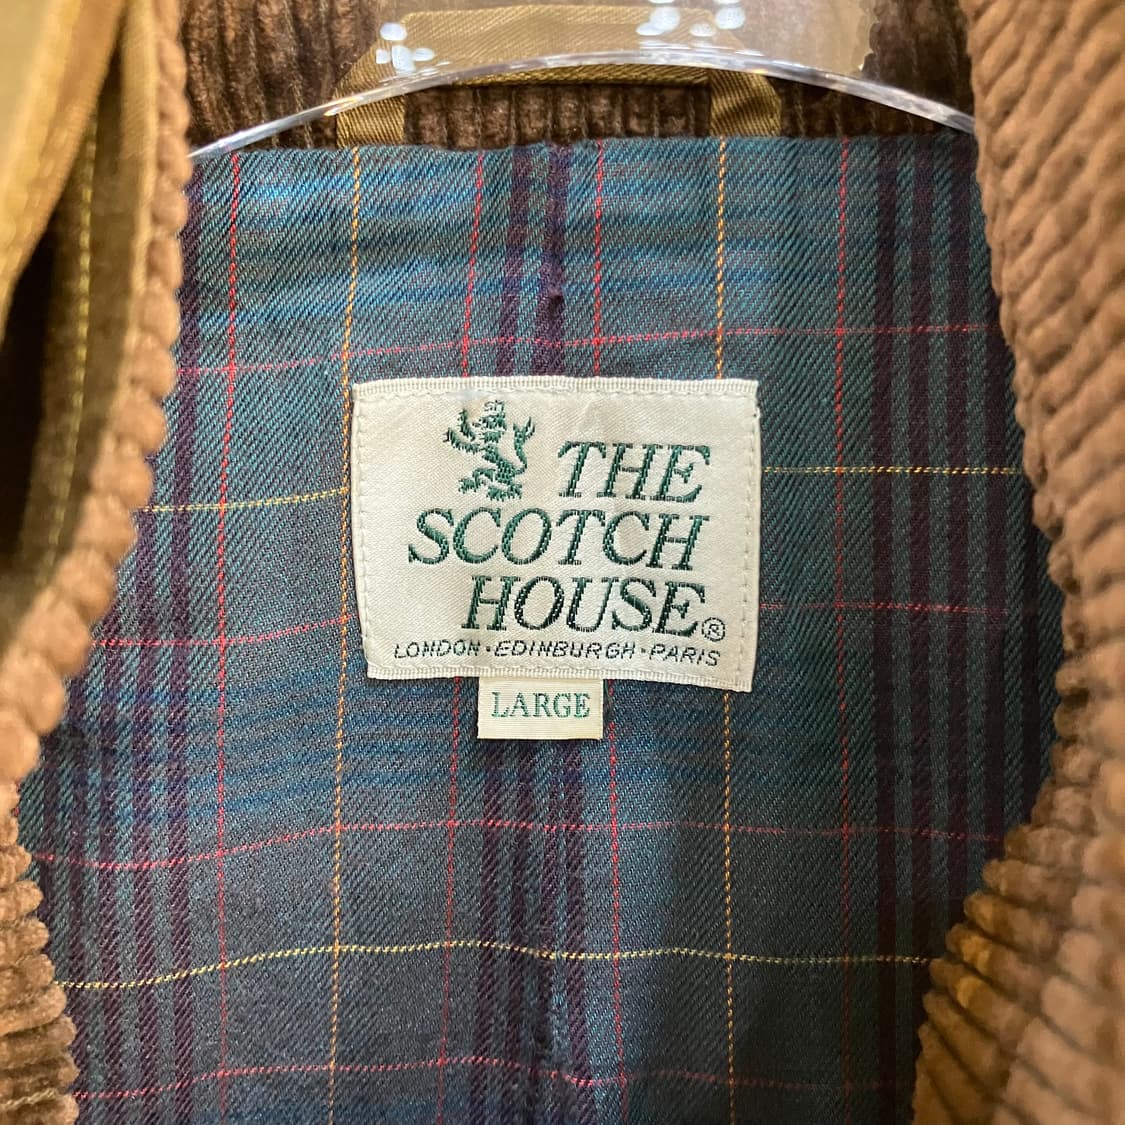 THE
SCOTCH
HOUSE®
LONDON·EDINBURGH·PARIS
LARGE